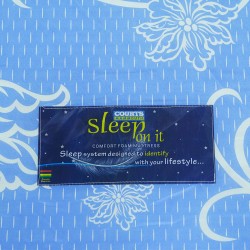 COURTS
sleep
on it
COMFORT FOAM MATTRESS
Sleep system designed to identify
with your lifestyle...